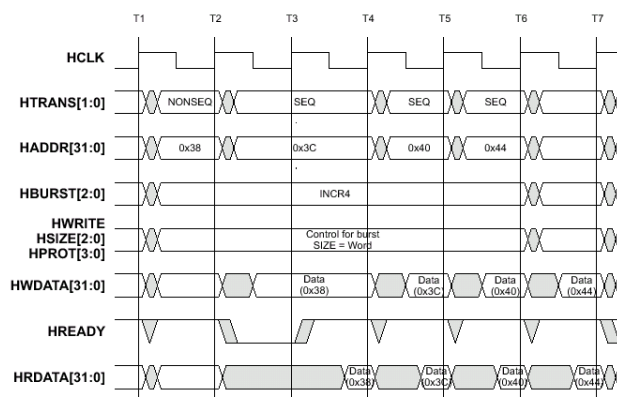 T1 T2 T3 T4 T5 T6 T7
HCLK
HTRANS[1:0] NONSEQ SEQ SEQ SEQ
HADDR[31:0] 0x38 0x3C 0x40 0x44
HBURST[2:0] INCR4
HWRITE
HSIZE[2:0]
HPROT[3:0]
Control for burst
SIZE = Word
HWDATA[31:0]
Data
(0x38)
Data
(0x3C)
Data
(0x40)
Data
(0x44)
HREADY
HRDATA[31:0]
Data
(0x38)
Data
(0x3C)
Data
(0x40)
Data
(0x44)